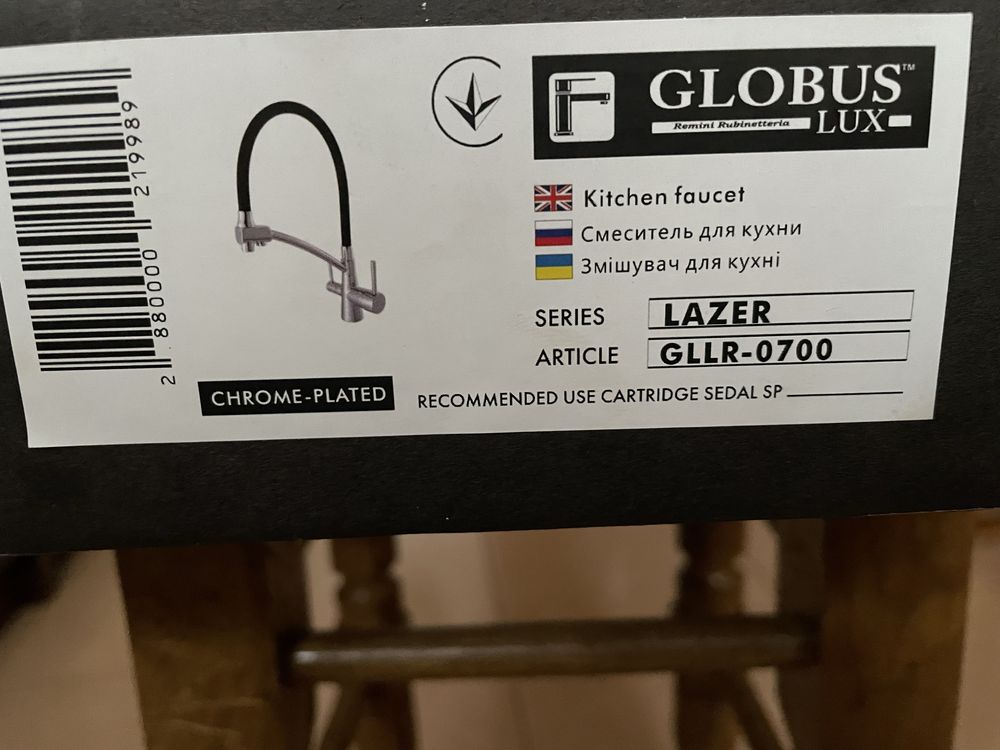 GLOBUS™
Remini Rubinetteria
LUX
Kitchen faucet
Смеситель для кухни
Змішувач для кухні
SERIES LAZER
ARTICLE GLLR-0700
CHROME-PLATED
RECOMMENDED USE CARTRIDGE SEDAL SP
2 880000 219989